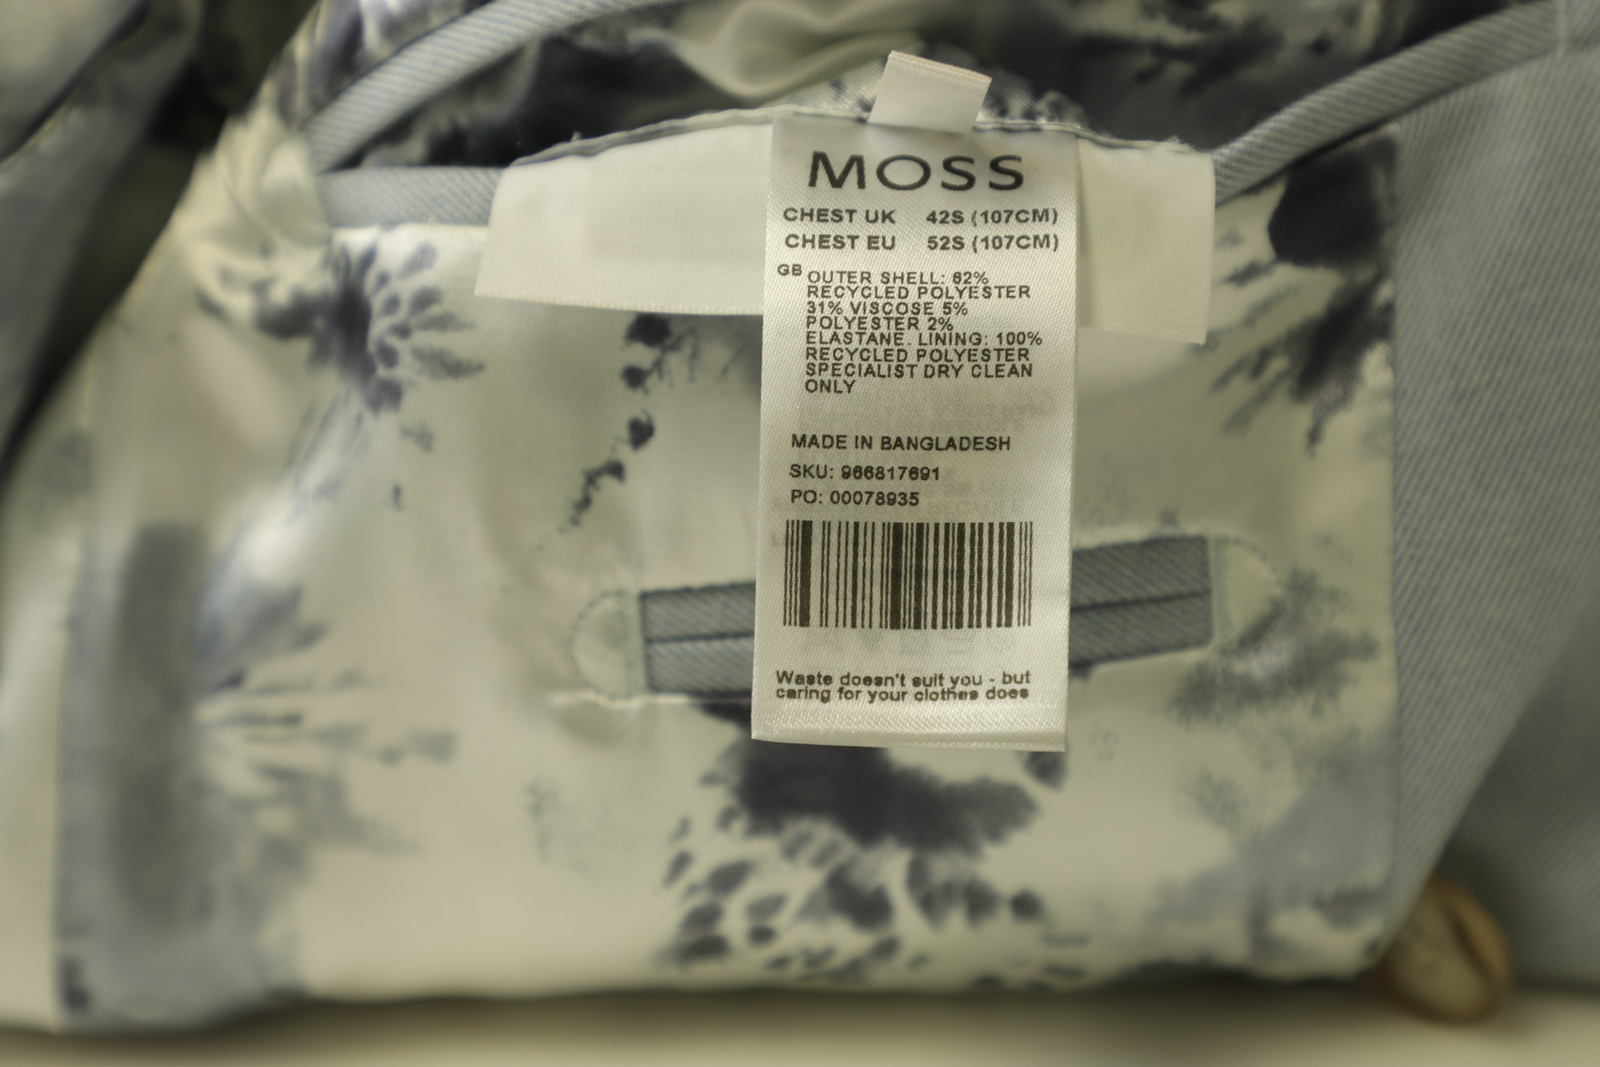 MOSS
CHEST UK 42S (107CM)
CHEST EU 52S (107CM)
GB OUTER SHELL: 62%
RECYCLED POLYESTER
31% VISCOSE 5%
POLYESTER 2%
ELASTANE. LINING: 100%
RECYCLED POLYESTER
SPECIALIST DRY CLEAN
ONLY
MADE IN BANGLADESH
SKU: 966817691
PO: 00078935
Waste doesn't suit you - but
caring for your clothes does